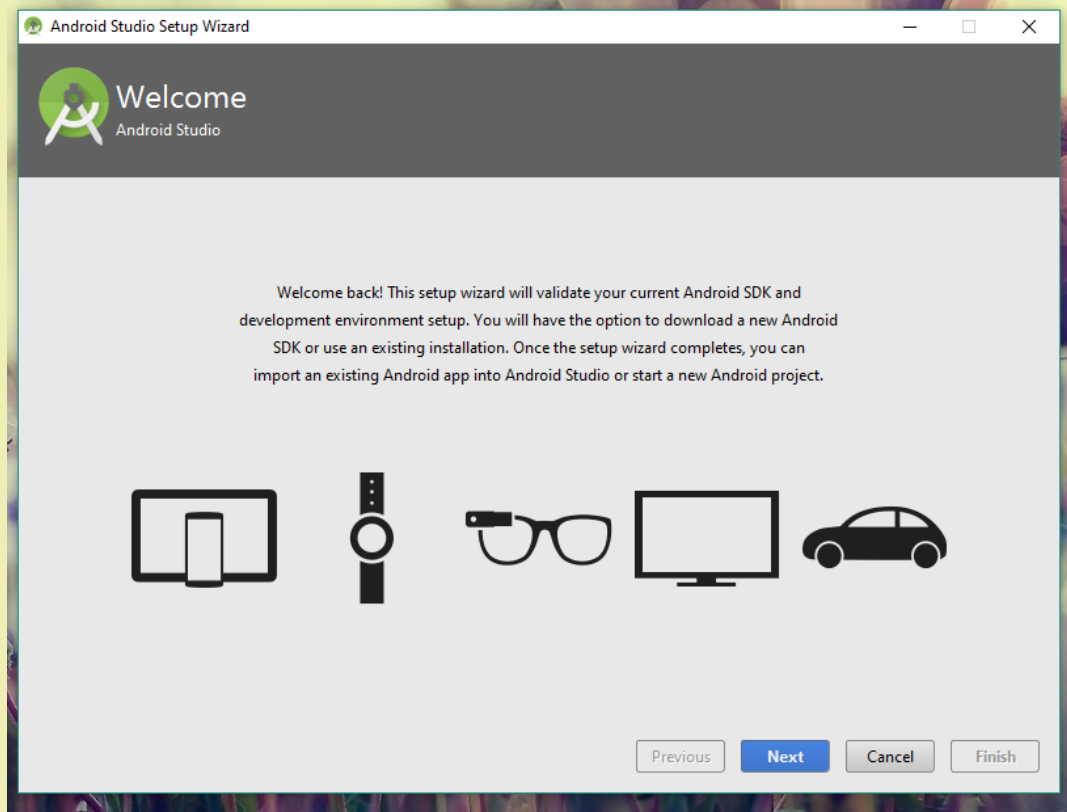 Android Studio Setup Wizard
Welcome
Android Studio
Welcome back! This setup wizard will validate your current Android SDK and
development environment setup. You will have the option to download a new Android
SDK or use an existing installation. Once the setup wizard completes, you can
import an existing Android app into Android Studio or start a new Android project.
Previous Next Cancel Finish